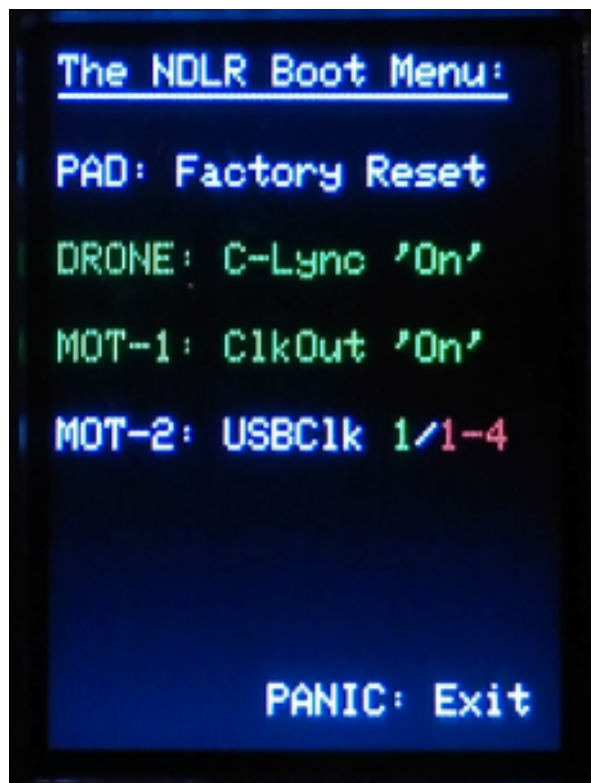 The NDLR Boot Menu:
PAD: Factory Reset
DRONE: C-Lync 'On'
MOT-1: ClkOut 'On'
MOT-2: USBClk 1/1-4
PANIC: Exit